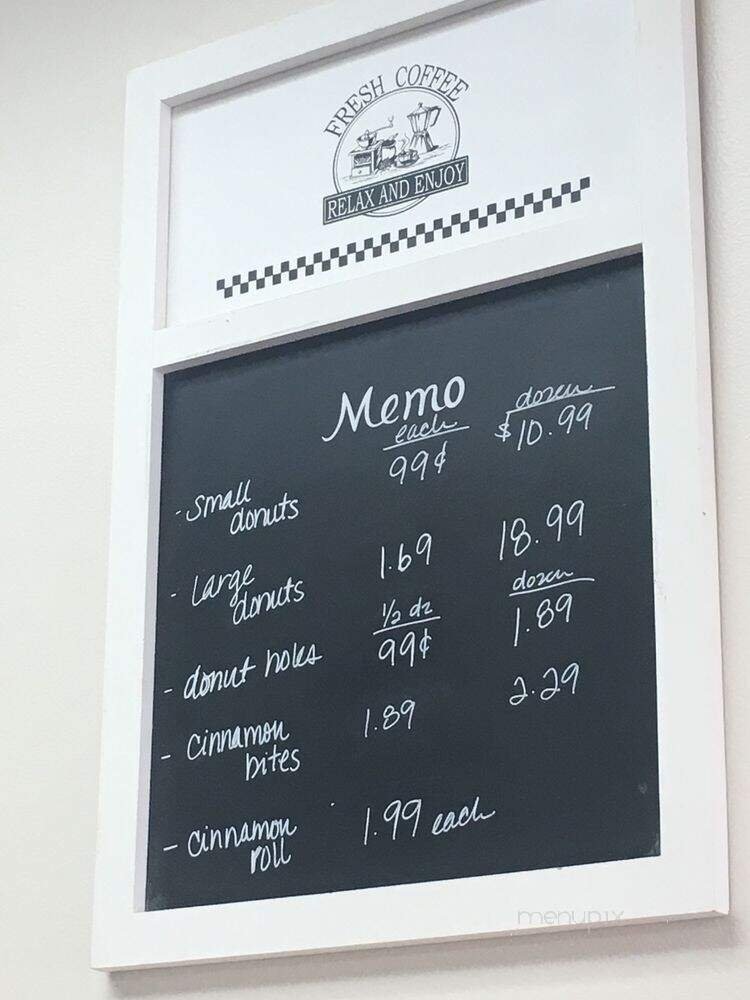 FRESH COFFEE
RELAX AND ENJOY
Memo
each dozen
99¢ $10.99
- Small
donuts
- Large
donuts 1.69 18.99
1/2 dz dozen
- donut holes 99¢ 1.89
- cinnamon
bites 1.89 2.29
- cinnamon
roll 1.99 each
menupix